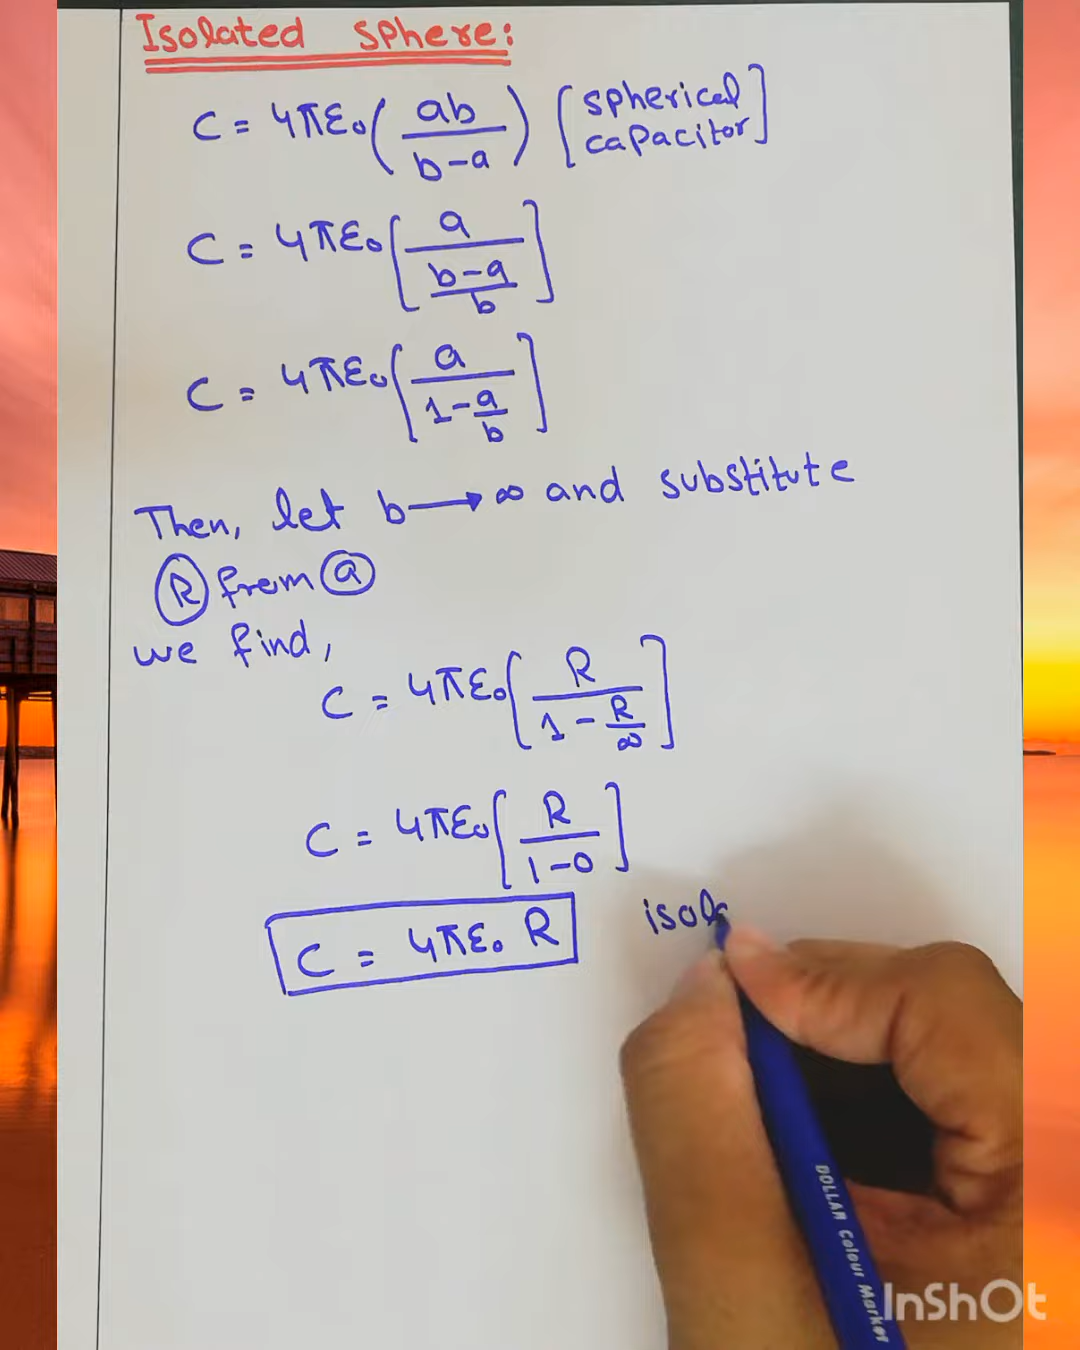 Isolated sphere:
C = 4πε₀(ab/b-a) [spherical capacitor]
C = 4πε₀[a/(b-a/b)]
C = 4πε₀[a/(1-a/b)]
Then, let b⟶∞ and substitute
Ⓡ from ⓐ
we find,
C = 4πε₀[R/(1-R/∞)]
C = 4πε₀[R/1-0]
C = 4πε₀ R
DOLLAR Colour Marker
InShOt